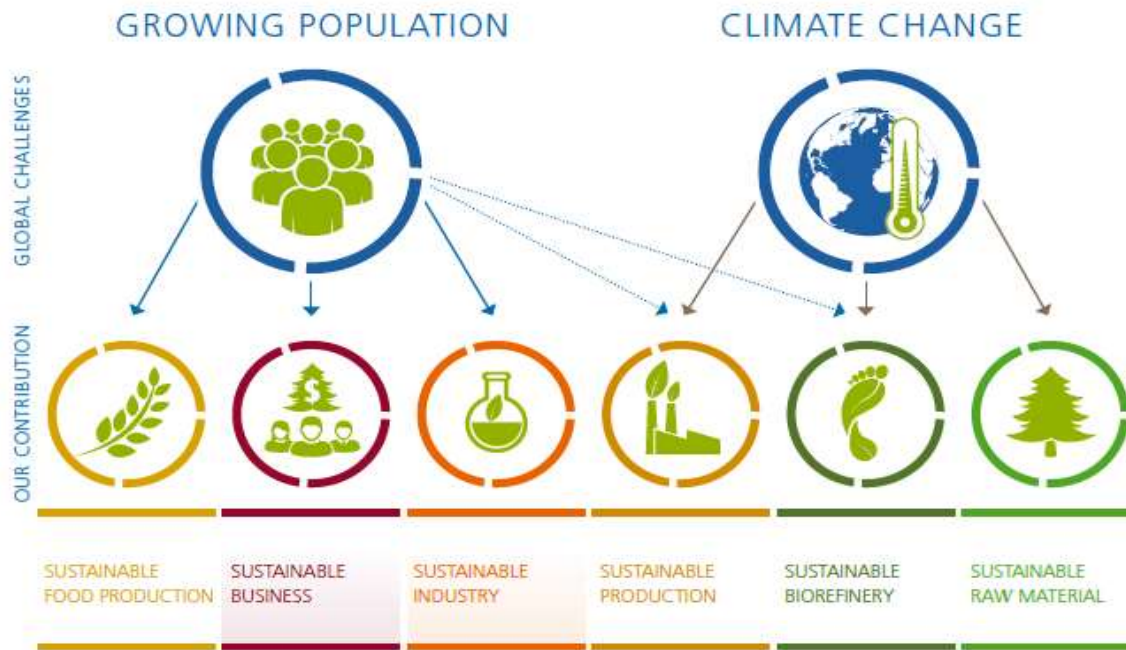 GROWING POPULATION
CLIMATE CHANGE
GLOBAL CHALLENGES
$
OUR CONTRIBUTION
SUSTAINABLE
FOOD PRODUCTION
SUSTAINABLE
BUSINESS
SUSTAINABLE
INDUSTRY
SUSTAINABLE
PRODUCTION
SUSTAINABLE
BIOREFINERY
SUSTAINABLE
RAW MATERIAL